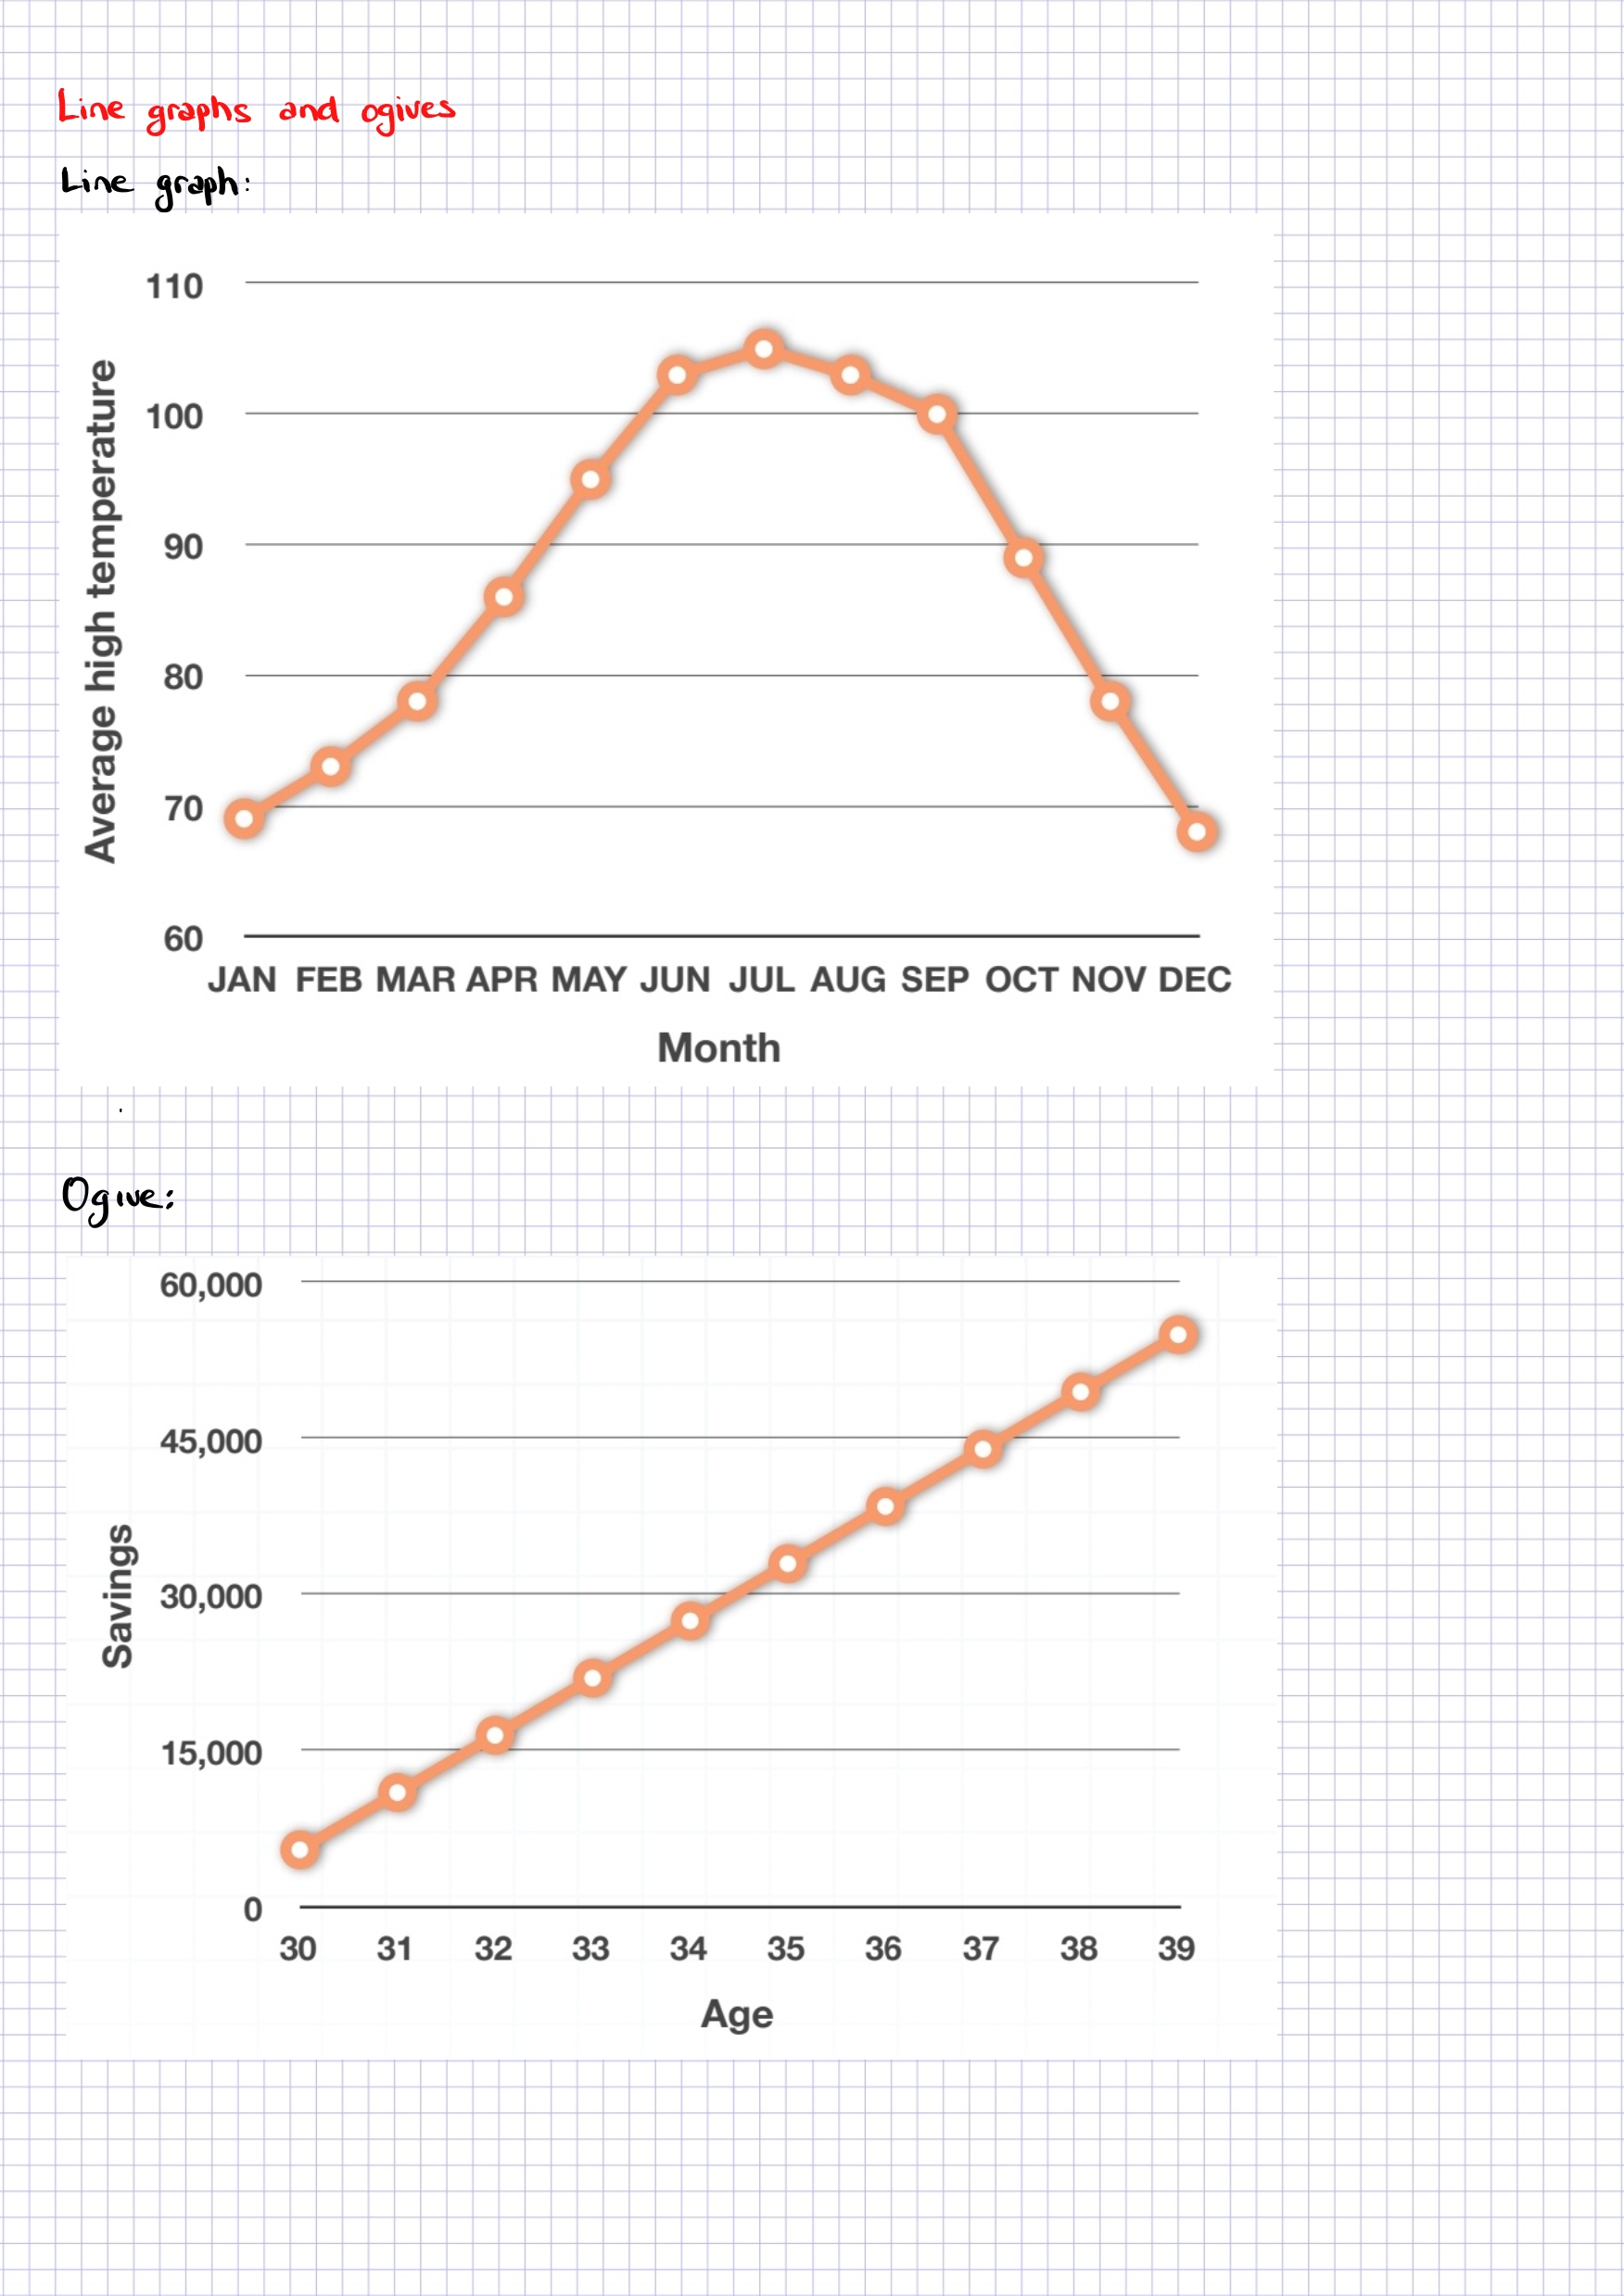 Line graphs and ogives
Line graph:
110
100
90
80
70
60
Average high temperature
JAN FEB MAR APR MAY JUN JUL AUG SEP OCT NOV DEC
Month
Ogive:
60,000
45,000
30,000
15,000
0
Savings
30 31 32 33 34 35 36 37 38 39
Age